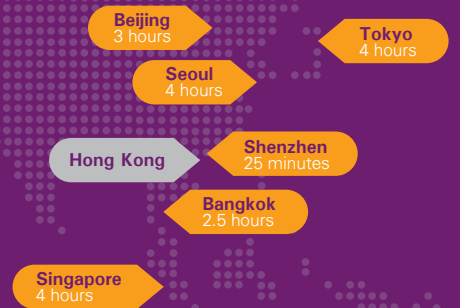 Beijing
3 hours
Tokyo
4 hours
Seoul
4 hours
Hong Kong
Shenzhen
25 minutes
Bangkok
2.5 hours
Singapore
4 hours